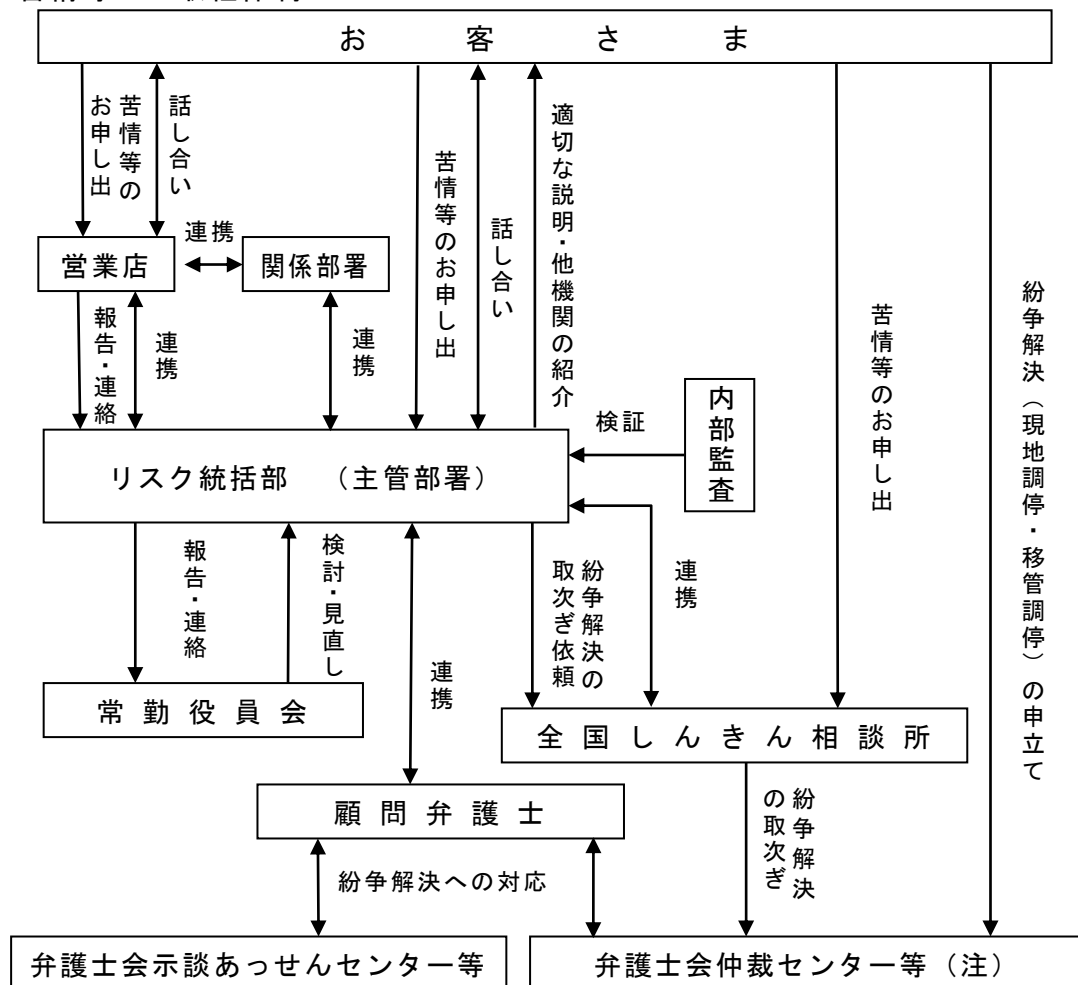 お客さま
苦情等の
お申し出
話し合い
苦情等のお申し出
話し合い
適切な説明・他機関の紹介
苦情等のお申し出
紛争解決（現地調停・移管調停）の申立て
営業店
連携
関係部署
報告・連絡
連携
連携
内部監査
検証
リスク統括部　（主管部署）
報告・連絡
検討・見直し
連携
紛争解決の
取次ぎ依頼
連携
常勤役員会
全国しんきん相談所
顧問弁護士
紛争解決
の取次ぎ
紛争解決への対応
弁護士会示談あっせんセンター等
弁護士会仲裁センター等（注）